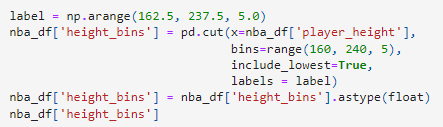 label = np.arange(162.5, 237.5, 5.0)
nba_df['height_bins'] = pd.cut(x=nba_df['player_height'],
bins=range(160, 240, 5),
include_lowest=True,
labels = label)
nba_df['height_bins'] = nba_df['height_bins'].astype(float)
nba_df['height_bins']